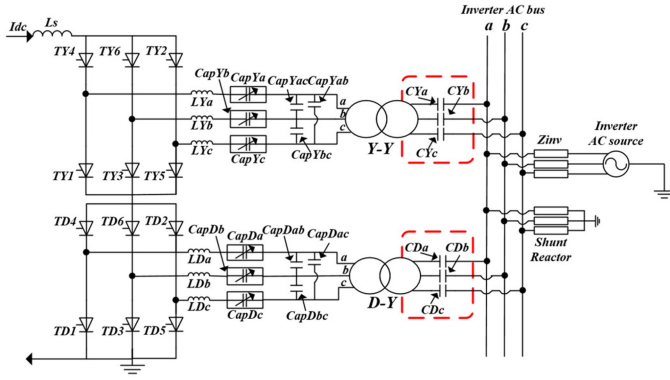 Inverter AC bus
Idc
Ls
a
b
c
TY4
TY6
TY2
CapYb
CapYa
CapYac
CapYab
CYa
CYb
LYa
a
LYb
b
LYc
c
CapYc
CapYbc
Y-Y
CYc
Zinv
Inverter
AC source
TY1
TY3
TY5
TD4
TD6
TD2
CapDb
CapDa
CapDab
CapDac
CDa
CDb
Shunt
Reactor
LDa
a
LDb
b
LDc
c
CapDc
CapDbc
D-Y
CDc
TD1
TD3
TD5